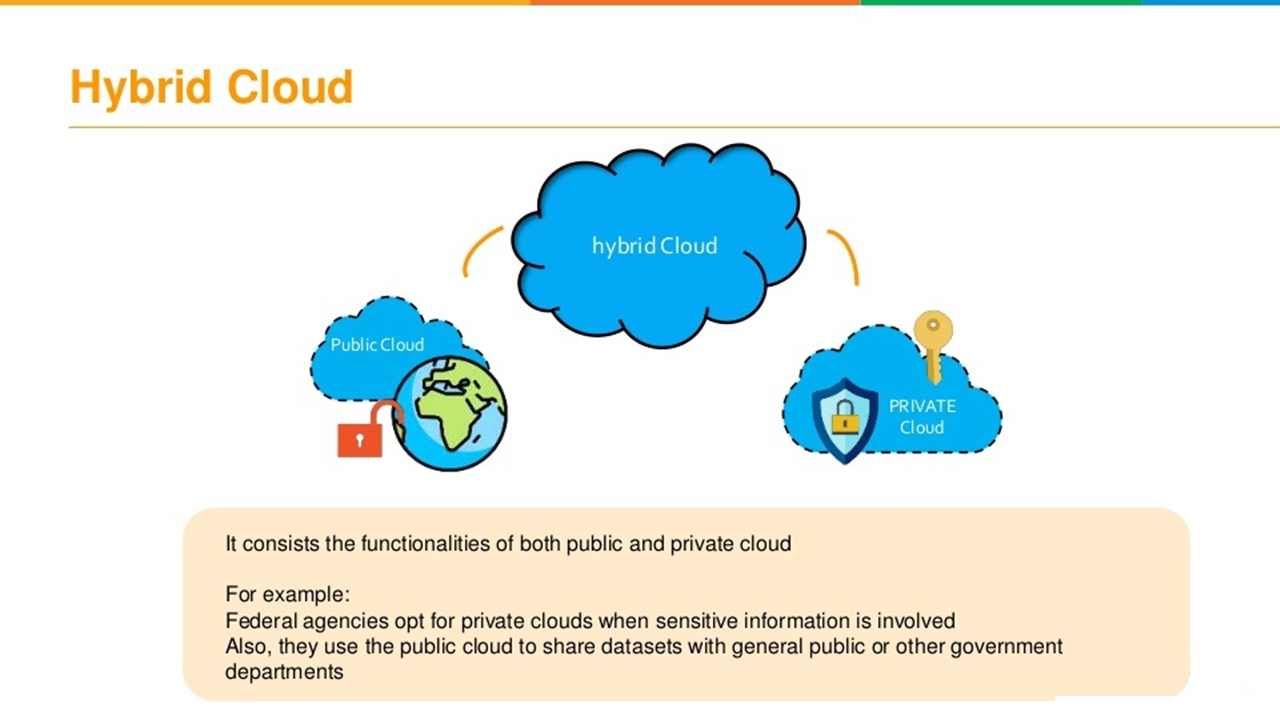 Hybrid Cloud
hybrid Cloud
Public Cloud
PRIVATE
Cloud
It consists the functionalities of both public and private cloud
For example:
Federal agencies opt for private clouds when sensitive information is involved
Also, they use the public cloud to share datasets with general public or other government
departments